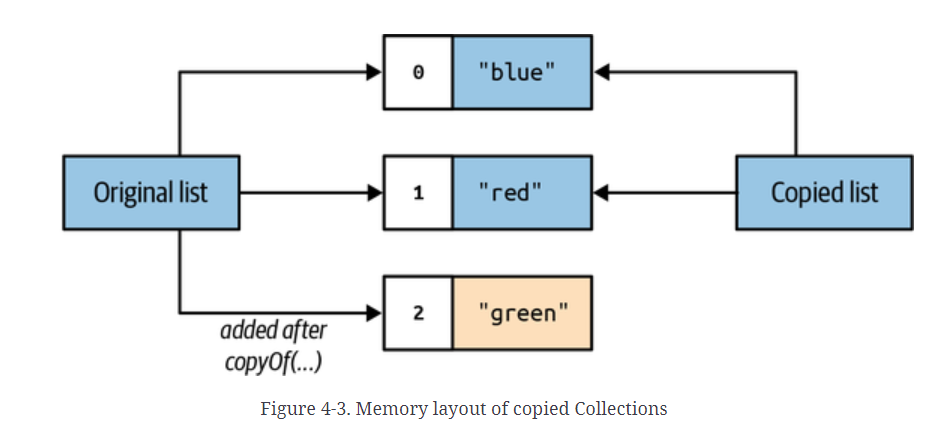 0 "blue"
Original list
1 "red"
Copied list
2 "green"
added after
copyOf(...)
Figure 4-3. Memory layout of copied Collections